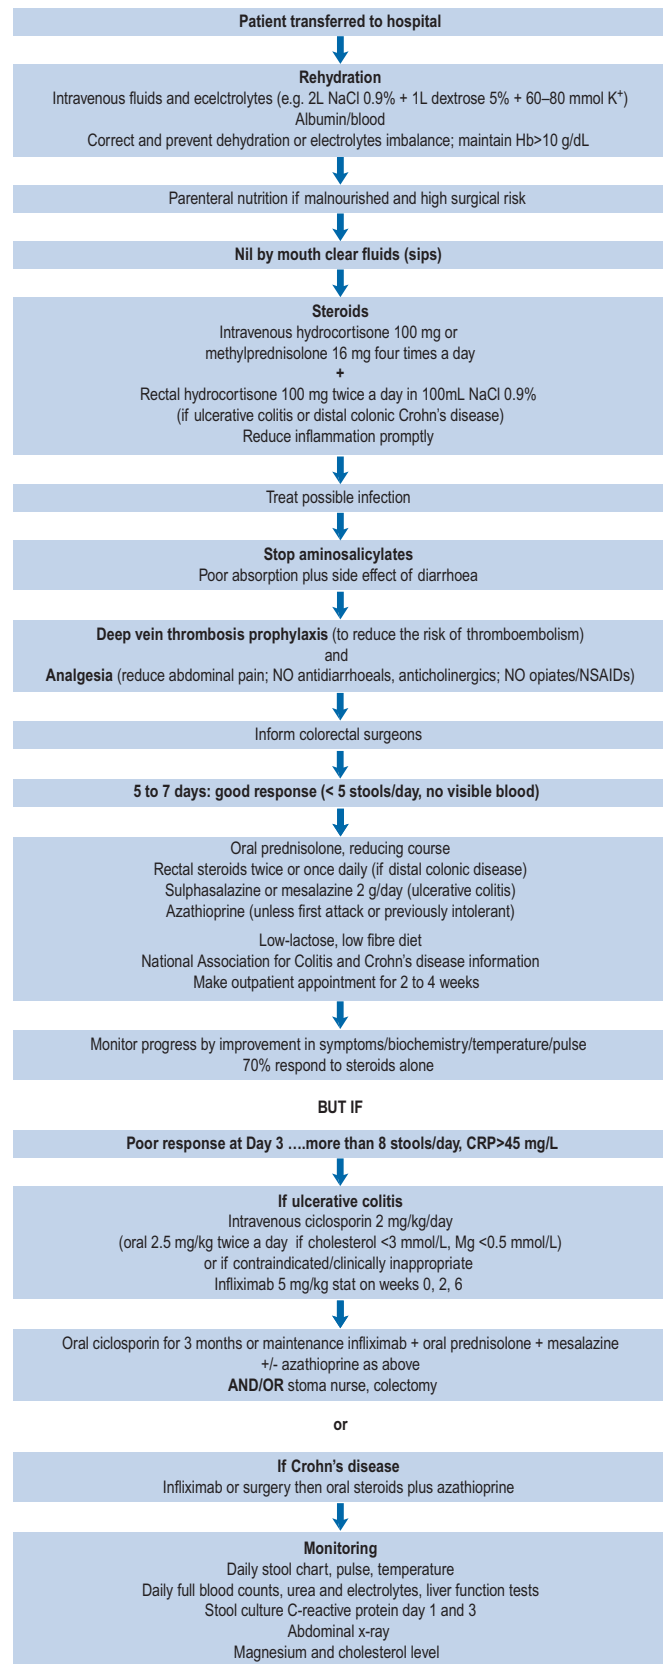 Patient transferred to hospital
Rehydration
Intravenous fluids and ecelctrolytes (e.g. 2L NaCl 0.9% + 1L dextrose 5% + 60–80 mmol K⁺)
Albumin/blood
Correct and prevent dehydration or electrolytes imbalance; maintain Hb>10 g/dL
Parenteral nutrition if malnourished and high surgical risk
Nil by mouth clear fluids (sips)
Steroids
Intravenous hydrocortisone 100 mg or
methylprednisolone 16 mg four times a day
+
Rectal hydrocortisone 100 mg twice a day in 100mL NaCl 0.9%
(if ulcerative colitis or distal colonic Crohn's disease)
Reduce inflammation promptly
Treat possible infection
Stop aminosalicylates
Poor absorption plus side effect of diarrhoea
Deep vein thrombosis prophylaxis (to reduce the risk of thromboembolism)
and
Analgesia (reduce abdominal pain; NO antidiarrhoeals, anticholinergics; NO opiates/NSAIDs)
Inform colorectal surgeons
5 to 7 days: good response (< 5 stools/day, no visible blood)
Oral prednisolone, reducing course
Rectal steroids twice or once daily (if distal colonic disease)
Sulphasalazine or mesalazine 2 g/day (ulcerative colitis)
Azathioprine (unless first attack or previously intolerant)
Low-lactose, low fibre diet
National Association for Colitis and Crohn's disease information
Make outpatient appointment for 2 to 4 weeks
Monitor progress by improvement in symptoms/biochemistry/temperature/pulse
70% respond to steroids alone
BUT IF
Poor response at Day 3 ....more than 8 stools/day, CRP>45 mg/L
If ulcerative colitis
Intravenous ciclosporin 2 mg/kg/day
(oral 2.5 mg/kg twice a day if cholesterol <3 mmol/L, Mg <0.5 mmol/L)
or if contraindicated/clinically inappropriate
Infliximab 5 mg/kg stat on weeks 0, 2, 6
Oral ciclosporin for 3 months or maintenance infliximab + oral prednisolone + mesalazine
+/- azathioprine as above
AND/OR stoma nurse, colectomy
or
If Crohn's disease
Infliximab or surgery then oral steroids plus azathioprine
Monitoring
Daily stool chart, pulse, temperature
Daily full blood counts, urea and electrolytes, liver function tests
Stool culture C-reactive protein day 1 and 3
Abdominal x-ray
Magnesium and cholesterol level